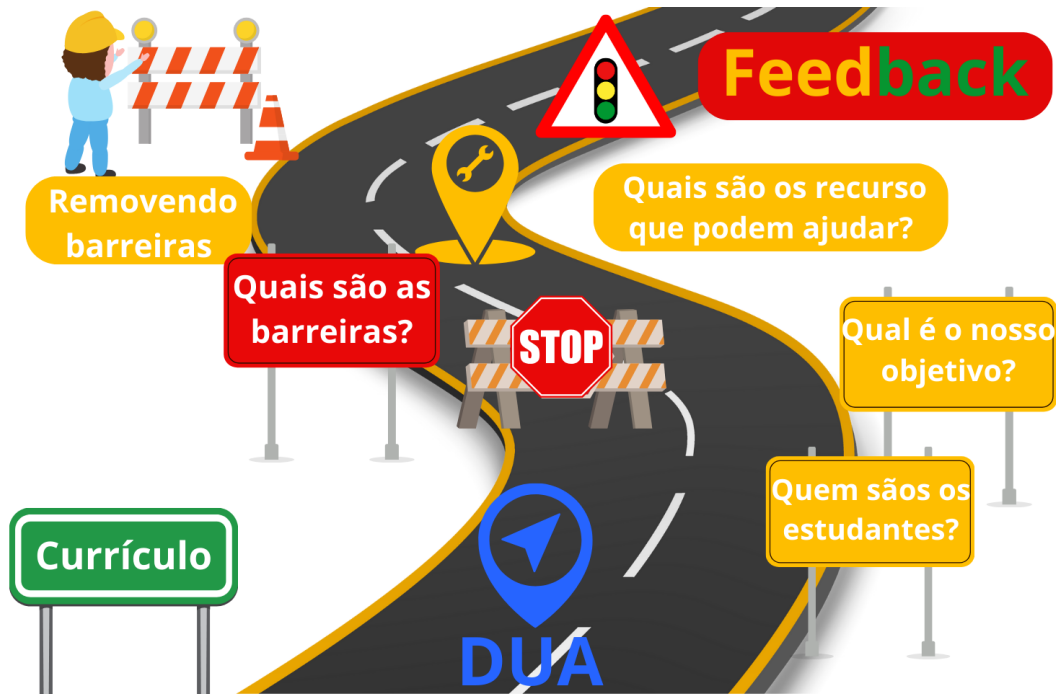 Feedback
Removendo
barreiras
Quais são os recurso
que podem ajudar?
Quais são as
barreiras?
STOP
Qual é o nosso
objetivo?
Quem sãos os
estudantes?
Currículo
DUA